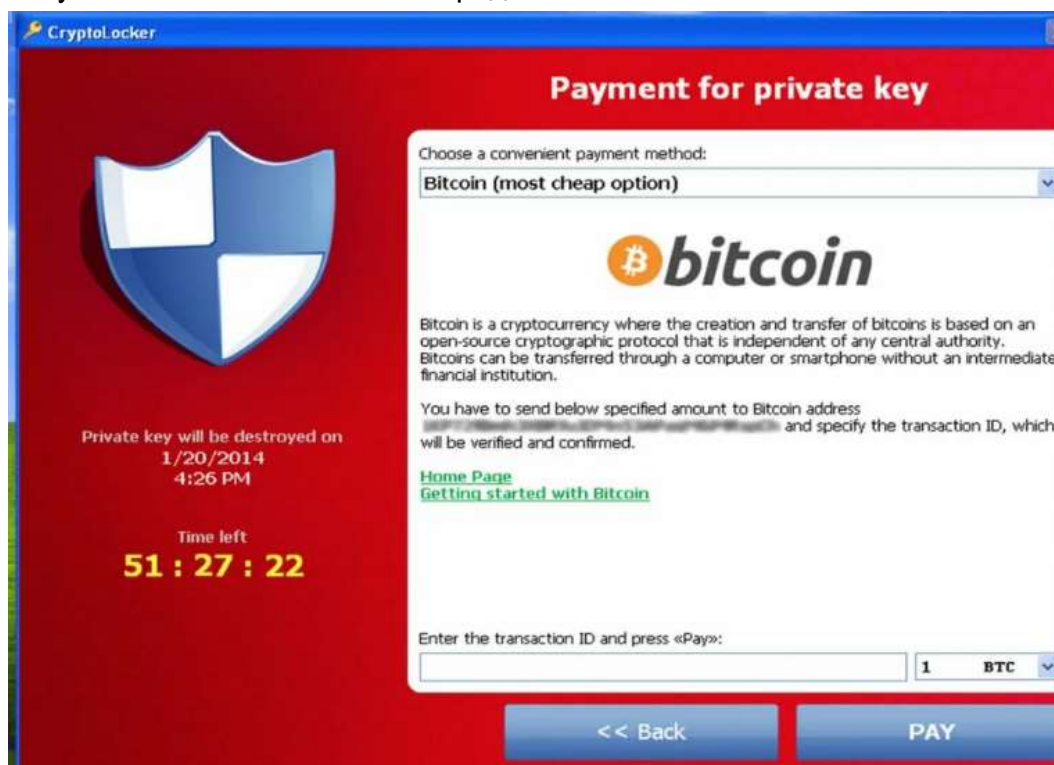 CryptoLocker
Payment for private key
Choose a convenient payment method:
Bitcoin (most cheap option)
bitcoin
Bitcoin is a cryptocurrency where the creation and transfer of bitcoins is based on an
open-source cryptographic protocol that is independent of any central authority.
Bitcoins can be transferred through a computer or smartphone without an intermediate
financial institution.
You have to send below specified amount to Bitcoin address
and specify the transaction ID, which
will be verified and confirmed.
Home Page
Getting started with Bitcoin
Private key will be destroyed on
1/20/2014
4:26 PM
Time left
51 : 27 : 22
Enter the transaction ID and press «Pay»:
1 BTC
<< Back
PAY